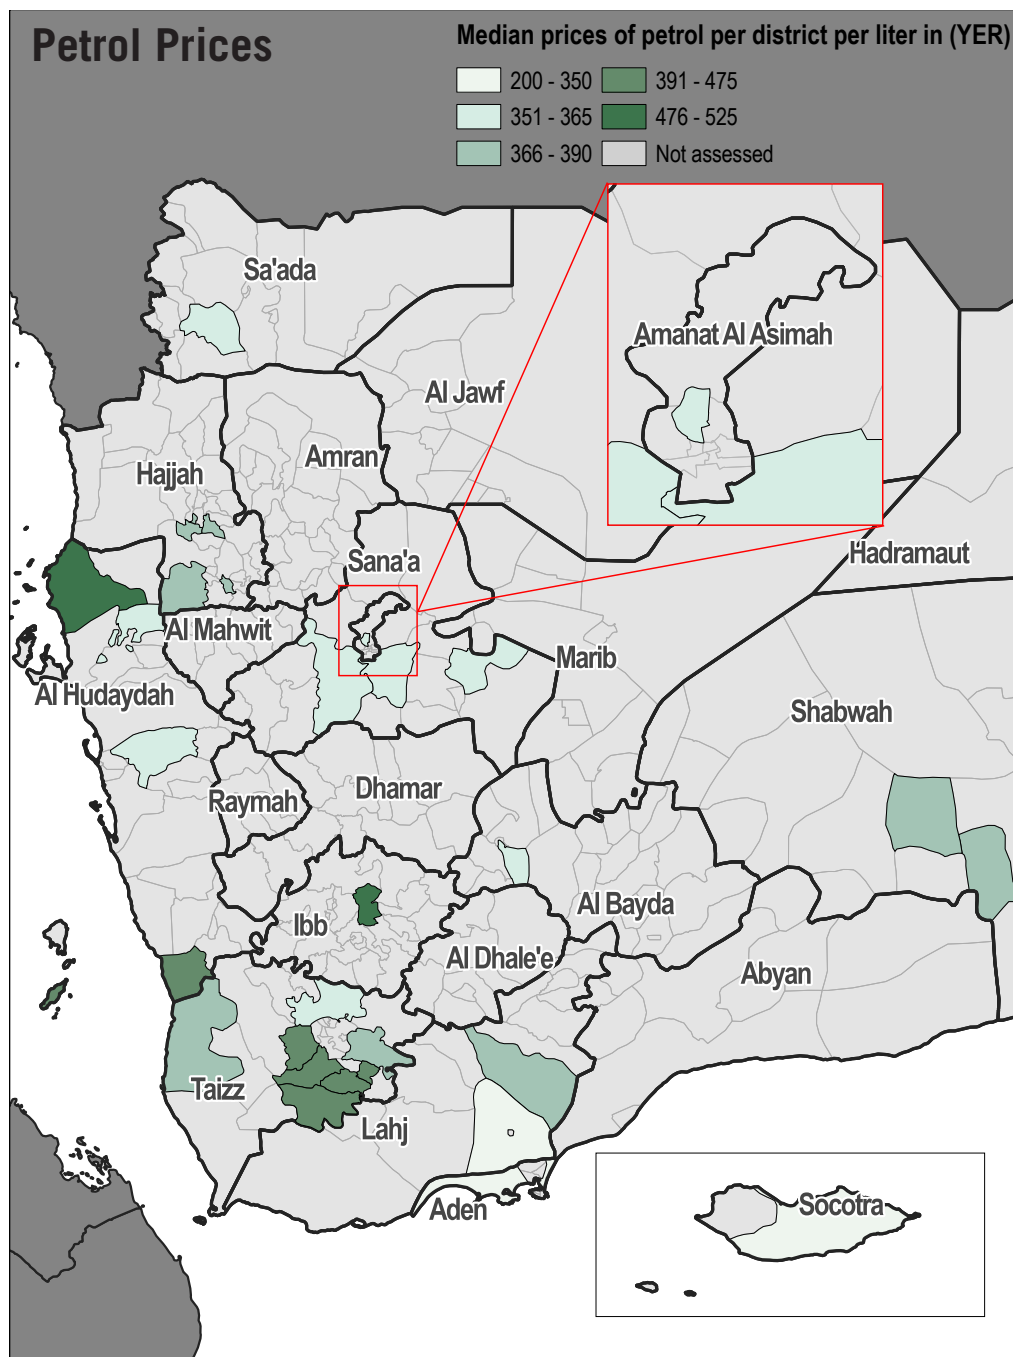 Petrol Prices
Median prices of petrol per district per liter in (YER)
200 - 350
391 - 475
351 - 365
476 - 525
366 - 390
Not assessed
Sa'ada
Amanat Al Asimah
Al Jawf
Amran
Hajjah
Hadramaut
Sana'a
Al Mahwit
Marib
Al Hudaydah
Shabwah
Dhamar
Raymah
Al Bayda
Ibb
Al Dhale'e
Abyan
Taizz
Lahj
Socotra
Aden